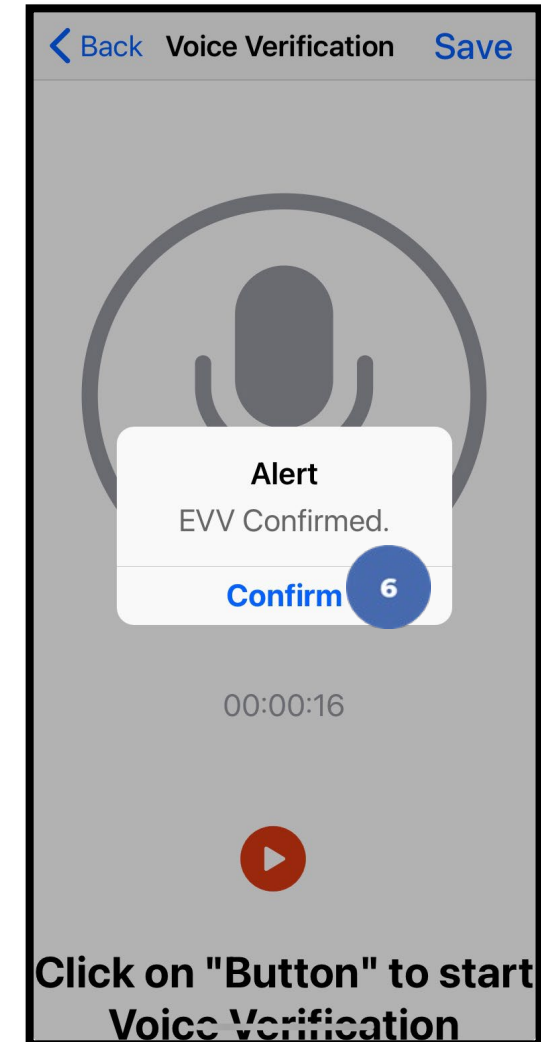 Back Voice Verification Save
Alert
EVV Confirmed.
Confirm 6
00:00:16
Click on "Button" to start
Voice Verification